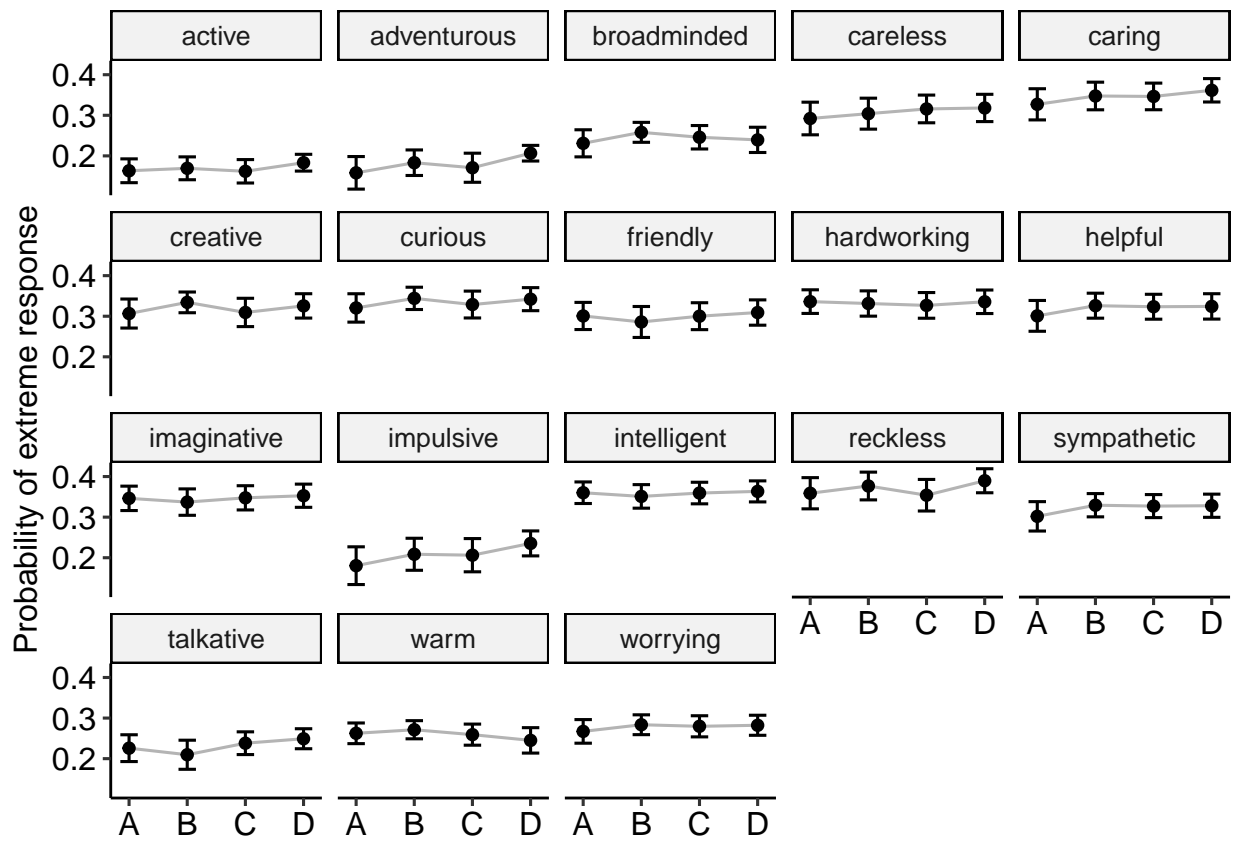 active adventurous broadminded careless caring
0.4
0.3
0.2
creative curious friendly hardworking helpful
0.4
0.3
0.2
imaginative impulsive intelligent reckless sympathetic
0.4
0.3
0.2
A B C D A B C D
talkative warm worrying
0.4
0.3
0.2
A B C D A B C D A B C D
Probability of extreme response